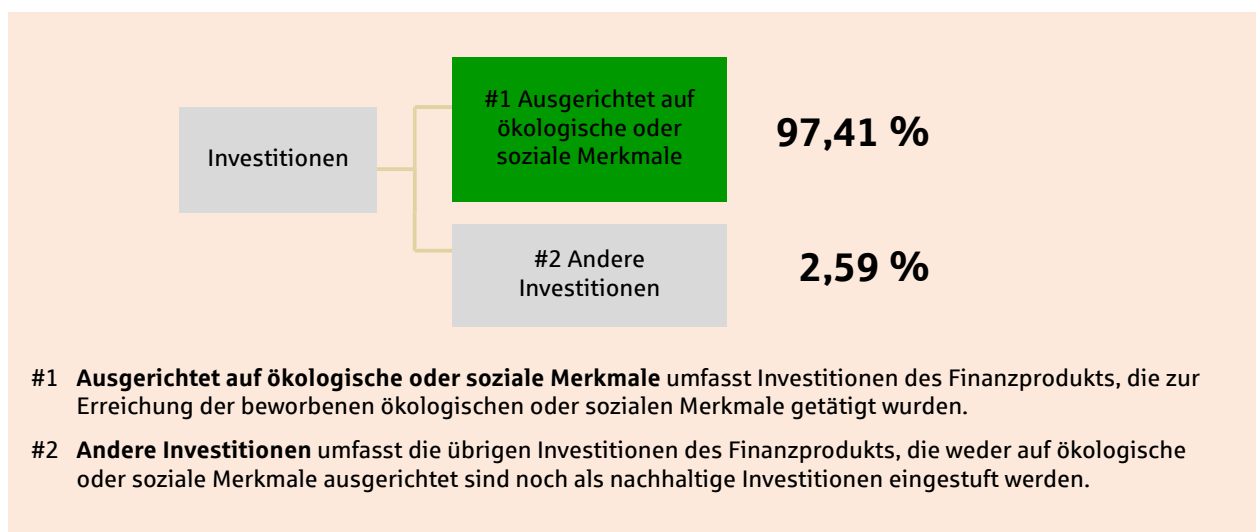 #1 Ausgerichtet auf
ökologische oder
soziale Merkmale
97,41 %
Investitionen
#2 Andere
Investitionen
2,59 %
#1 Ausgerichtet auf ökologische oder soziale Merkmale umfasst Investitionen des Finanzprodukts, die zur
Erreichung der beworbenen ökologischen oder sozialen Merkmale getätigt wurden.
#2 Andere Investitionen umfasst die übrigen Investitionen des Finanzprodukts, die weder auf ökologische
oder soziale Merkmale ausgerichtet sind noch als nachhaltige Investitionen eingestuft werden.